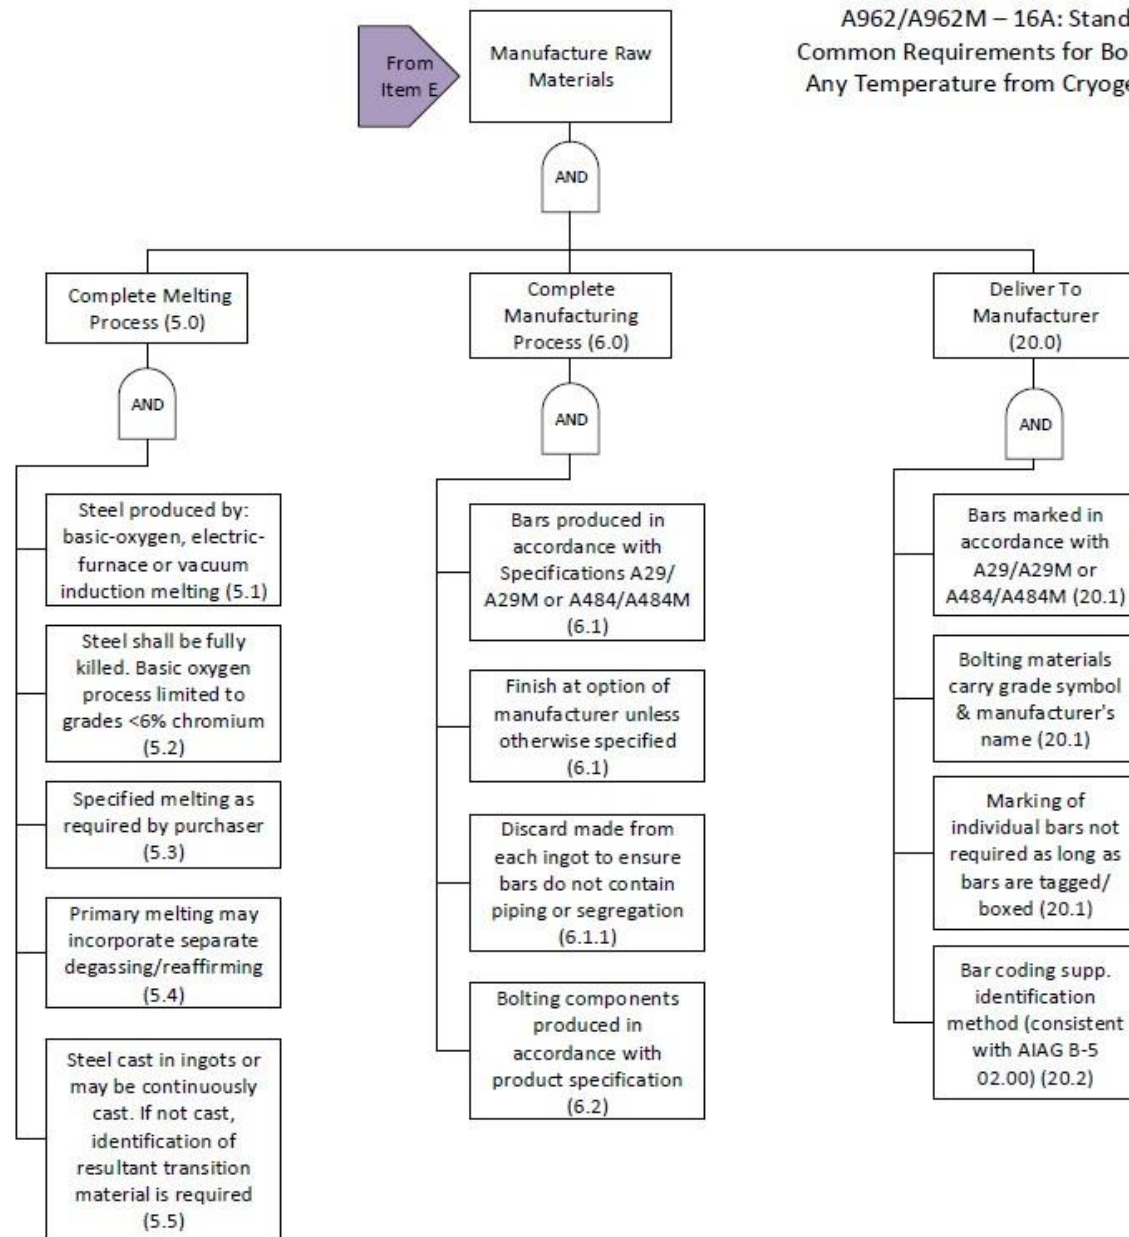 A962/A962M – 16A: Stand
Common Requirements for Bo
Any Temperature from Cryoge
From
Item E
Manufacture Raw
Materials
AND
Complete Melting
Process (5.0)
AND
Steel produced by:
basic-oxygen, electric-
furnace or vacuum
induction melting (5.1)
Steel shall be fully
killed. Basic oxygen
process limited to
grades <6% chromium
(5.2)
Specified melting as
required by purchaser
(5.3)
Primary melting may
incorporate separate
degassing/reaffirming
(5.4)
Steel cast in ingots or
may be continuously
cast. If not cast,
identification of
resultant transition
material is required
(5.5)
Complete
Manufacturing
Process (6.0)
AND
Bars produced in
accordance with
Specifications A29/
A29M or A484/A484M
(6.1)
Finish at option of
manufacturer unless
otherwise specified
(6.1)
Discard made from
each ingot to ensure
bars do not contain
piping or segregation
(6.1.1)
Bolting components
produced in
accordance with
product specification
(6.2)
Deliver To
Manufacturer
(20.0)
AND
Bars marked in
accordance with
A29/A29M or
A484/A484M (20.1)
Bolting materials
carry grade symbol
& manufacturer's
name (20.1)
Marking of
individual bars not
required as long as
bars are tagged/
boxed (20.1)
Bar coding supp.
identification
method (consistent
with AIAG B-5
02.00) (20.2)